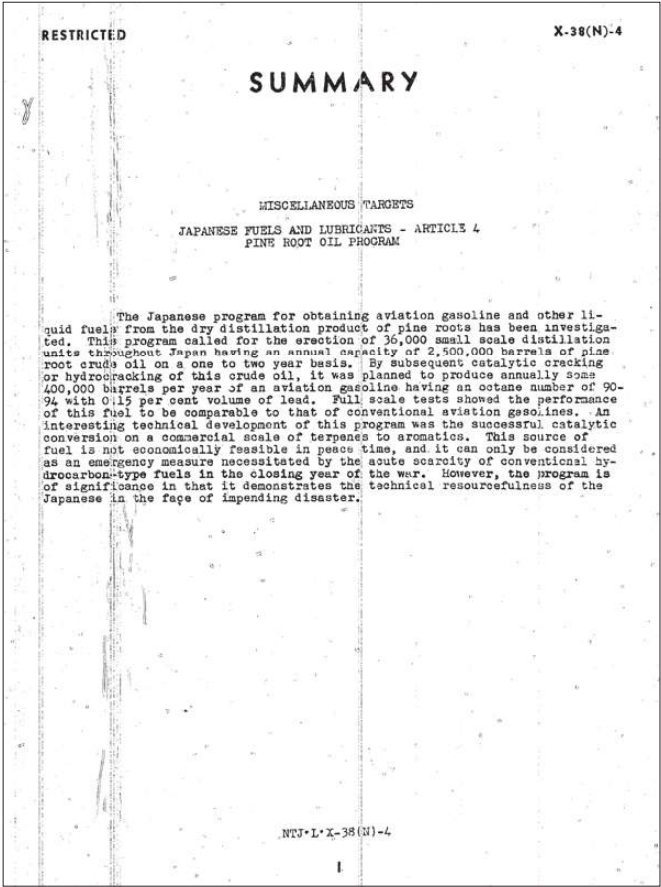 RESTRICTED
X-38(N)-4
SUMMARY
MISCELLANEOUS TARGETS
JAPANESE FUELS AND LUBRICANTS - ARTICLE 4
PINE ROOT OIL PROGRAM
The Japanese program for obtaining aviation gasoline and other li-
quid fuels from the dry distillation product of pine roots has been investiga-
ted. This program called for the erection of 36,000 small scale distillation
units throughout Japan having an annual capacity of 2,500,000 barrels of pine
root crude oil on a one to two year basis. By subsequent catalytic cracking
or hydrocracking of this crude oil, it was planned to produce annually some
400,000 barrels per year of an aviation gasoline having an octane number of 90-
94 with 0.15 per cent volume of lead. Full scale tests showed the performance
of this fuel to be comparable to that of conventional aviation gasolines. An
interesting technical development of this program was the successful catalytic
conversion on a commercial scale of terpenes to aromatics. This source of
fuel is not economically feasible in peace time, and it can only be considered
as an emergency measure necessitated by the acute scarcity of conventional hy-
drocarbon-type fuels in the closing year of the war. However, the program is
of significance in that it demonstrates the technical resourcefulness of the
Japanese in the face of impending disaster.
NTJ•L•X-38(N)-4
1